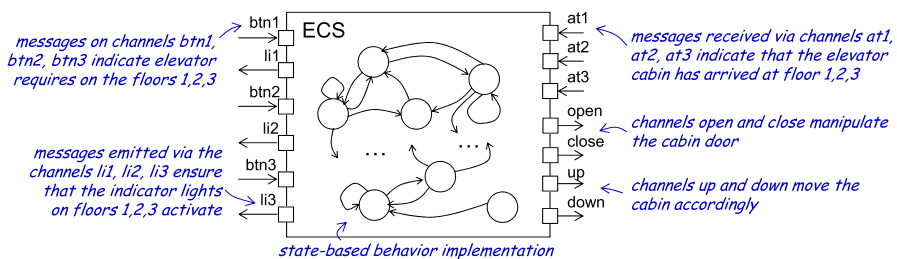 messages on channels btn1,
btn2, btn3 indicate elevator
requires on the floors 1,2,3
messages emitted via the
channels li1, li2, li3 ensure
that the indicator lights
on floors 1,2,3 activate
btn1
li1
btn2
li2
btn3
li3
ECS
...
...
state-based behavior implementation
at1
at2
at3
open
close
up
down
messages received via channels at1,
at2, at3 indicate that the elevator
cabin has arrived at floor 1,2,3
channels open and close manipulate
the cabin door
channels up and down move the
cabin accordingly